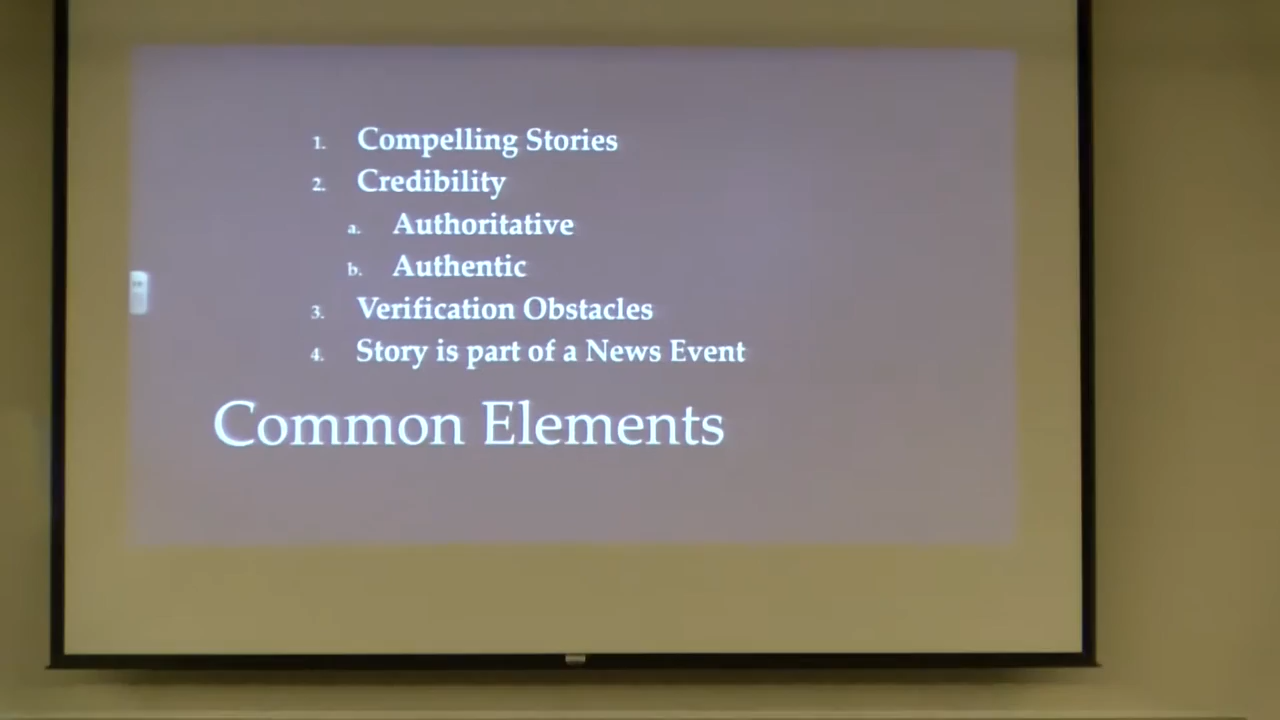 1. Compelling Stories
2. Credibility
a. Authoritative
b. Authentic
3. Verification Obstacles
4. Story is part of a News Event
Common Elements